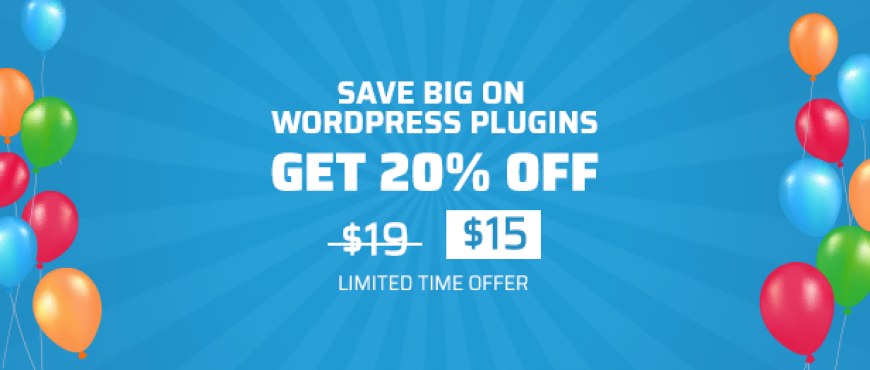 SAVE BIG ON
WORDPRESS PLUGINS
GET 20% OFF
$19 $15
LIMITED TIME OFFER